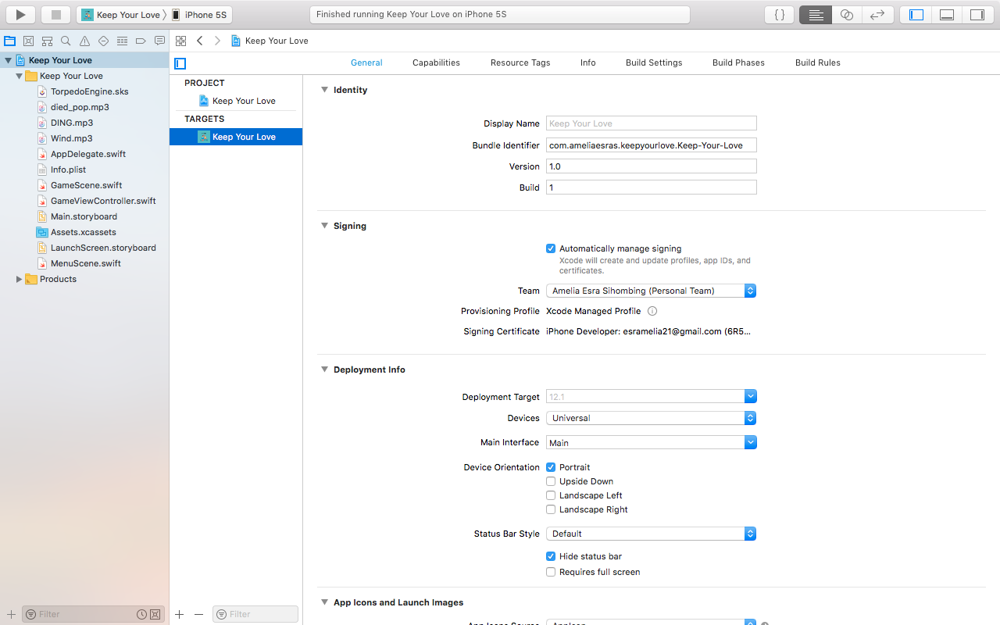 Keep Your Love
iPhone 5S
Finished running Keep Your Love on iPhone 5S
{ }
Keep Your Love
Keep Your Love
TorpedoEngine.sks
died_pop.mp3
DING.mp3
Wind.mp3
AppDelegate.swift
Info.plist
GameScene.swift
GameViewController.swift
Main.storyboard
Assets.xcassets
LaunchScreen.storyboard
MenuScene.swift
Products
Filter
Keep Your Love
General Capabilities Resource Tags Info Build Settings Build Phases Build Rules
PROJECT
Keep Your Love
TARGETS
Keep Your Love
Filter
Identity
Display Name Keep Your Love
Bundle Identifier com.ameliaesras.keepyourlove.Keep-Your-Love
Version 1.0
Build 1
Signing
Automatically manage signing
Xcode will create and update profiles, app IDs, and
certificates.
Team Amelia Esra Sihombing (Personal Team)
Provisioning Profile Xcode Managed Profile
Signing Certificate iPhone Developer: esramelia21@gmail.com (6R5...
Deployment Info
Deployment Target 12.1
Devices Universal
Main Interface Main
Device Orientation Portrait
Upside Down
Landscape Left
Landscape Right
Status Bar Style Default
Hide status bar
Requires full screen
App Icons and Launch Images
App Icons Source AppIcon